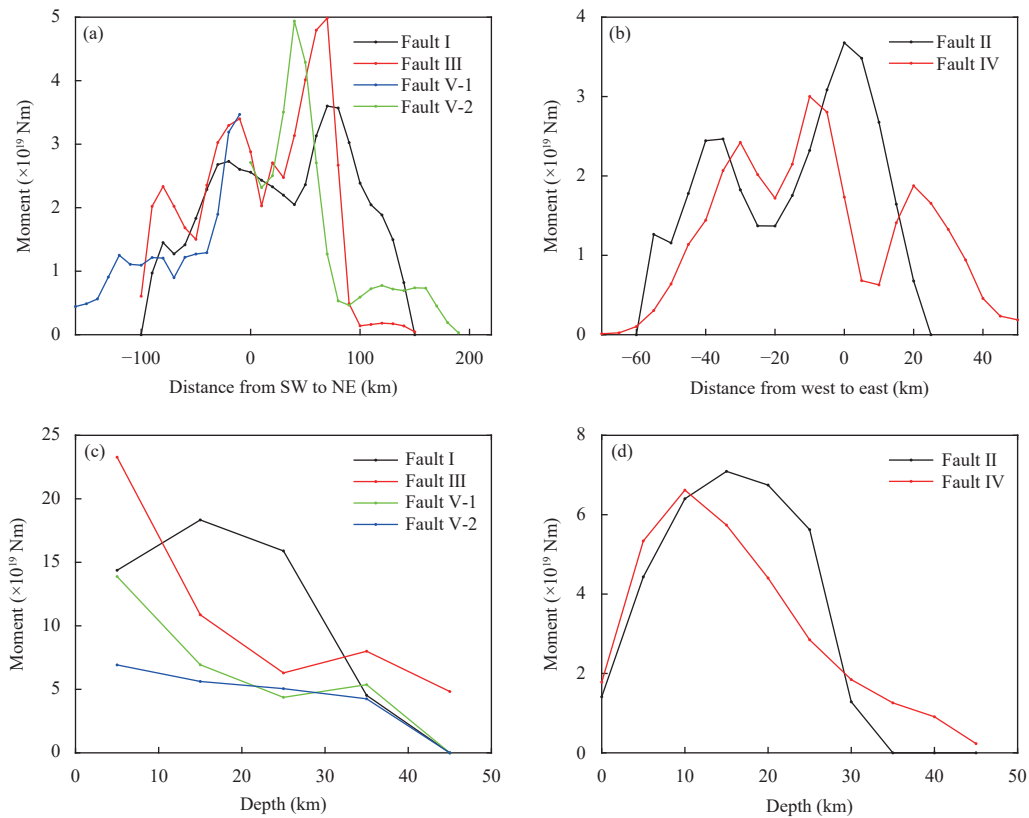 (a)
Fault I
Fault III
Fault V-1
Fault V-2
5
4
3
2
1
0
Moment (×10¹⁹ Nm)
−100 0 100 200
Distance from SW to NE (km)
(b)
Fault II
Fault IV
4
3
2
1
0
Moment (×10¹⁹ Nm)
−60 −40 −20 0 20 40
Distance from west to east (km)
(c)
Fault I
Fault III
Fault V-1
Fault V-2
25
20
15
10
5
0
Moment (×10¹⁹ Nm)
0 10 20 30 40 50
Depth (km)
(d)
Fault II
Fault IV
8
6
4
2
0
Moment (×10¹⁹ Nm)
0 10 20 30 40 50
Depth (km)